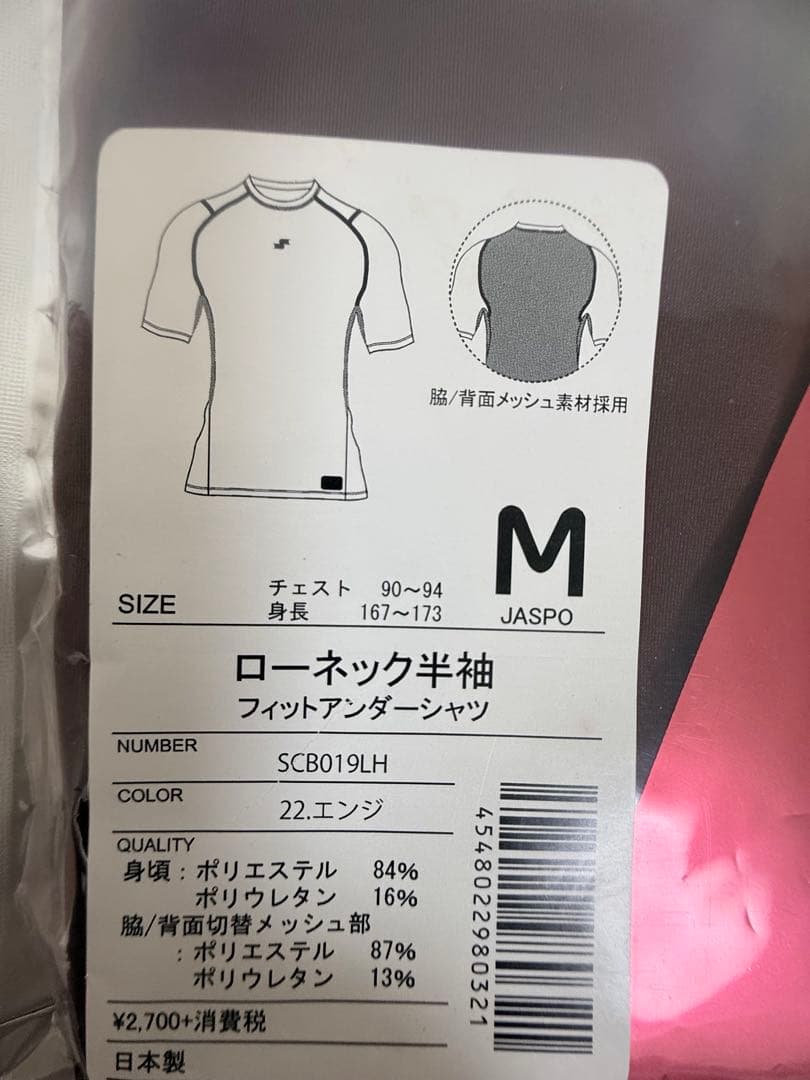 脇/背面メッシュ素材採用
M
JASPO
SIZE
チェスト 90〜94
身長 167〜173
ローネック半袖
フィットアンダーシャツ
NUMBER
SCB019LH
COLOR
22.エンジ
QUALITY
身頃：ポリエステル 84%
ポリウレタン 16%
脇/背面切替メッシュ部
：ポリエステル 87%
ポリウレタン 13%
4548022980321
¥2,700+消費税
日本製